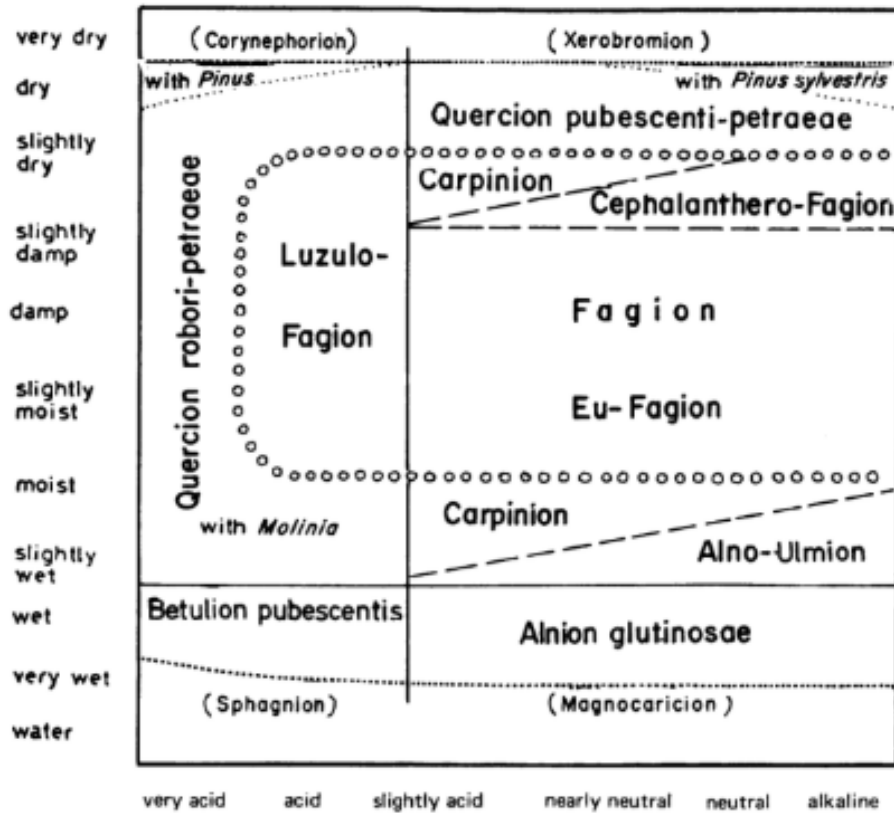 very dry
(Corynephorion)
(Xerobromion)
with Pinus
with Pinus sylvestris
dry
Quercion pubescenti-petraeae
slightly
dry
Carpinion
Cephalanthero-Fagion
slightly
damp
Quercion robori-petraeae
Luzulo-
Fagion
damp
Fagion
slightly
moist
Eu-Fagion
moist
with Molinia
Carpinion
slightly
wet
Alno-Ulmion
wet
Betulion pubescentis
Alnion glutinosae
very wet
(Sphagnion)
(Magnocaricion)
water
very acid
acid
slightly acid
nearly neutral
neutral
alkaline